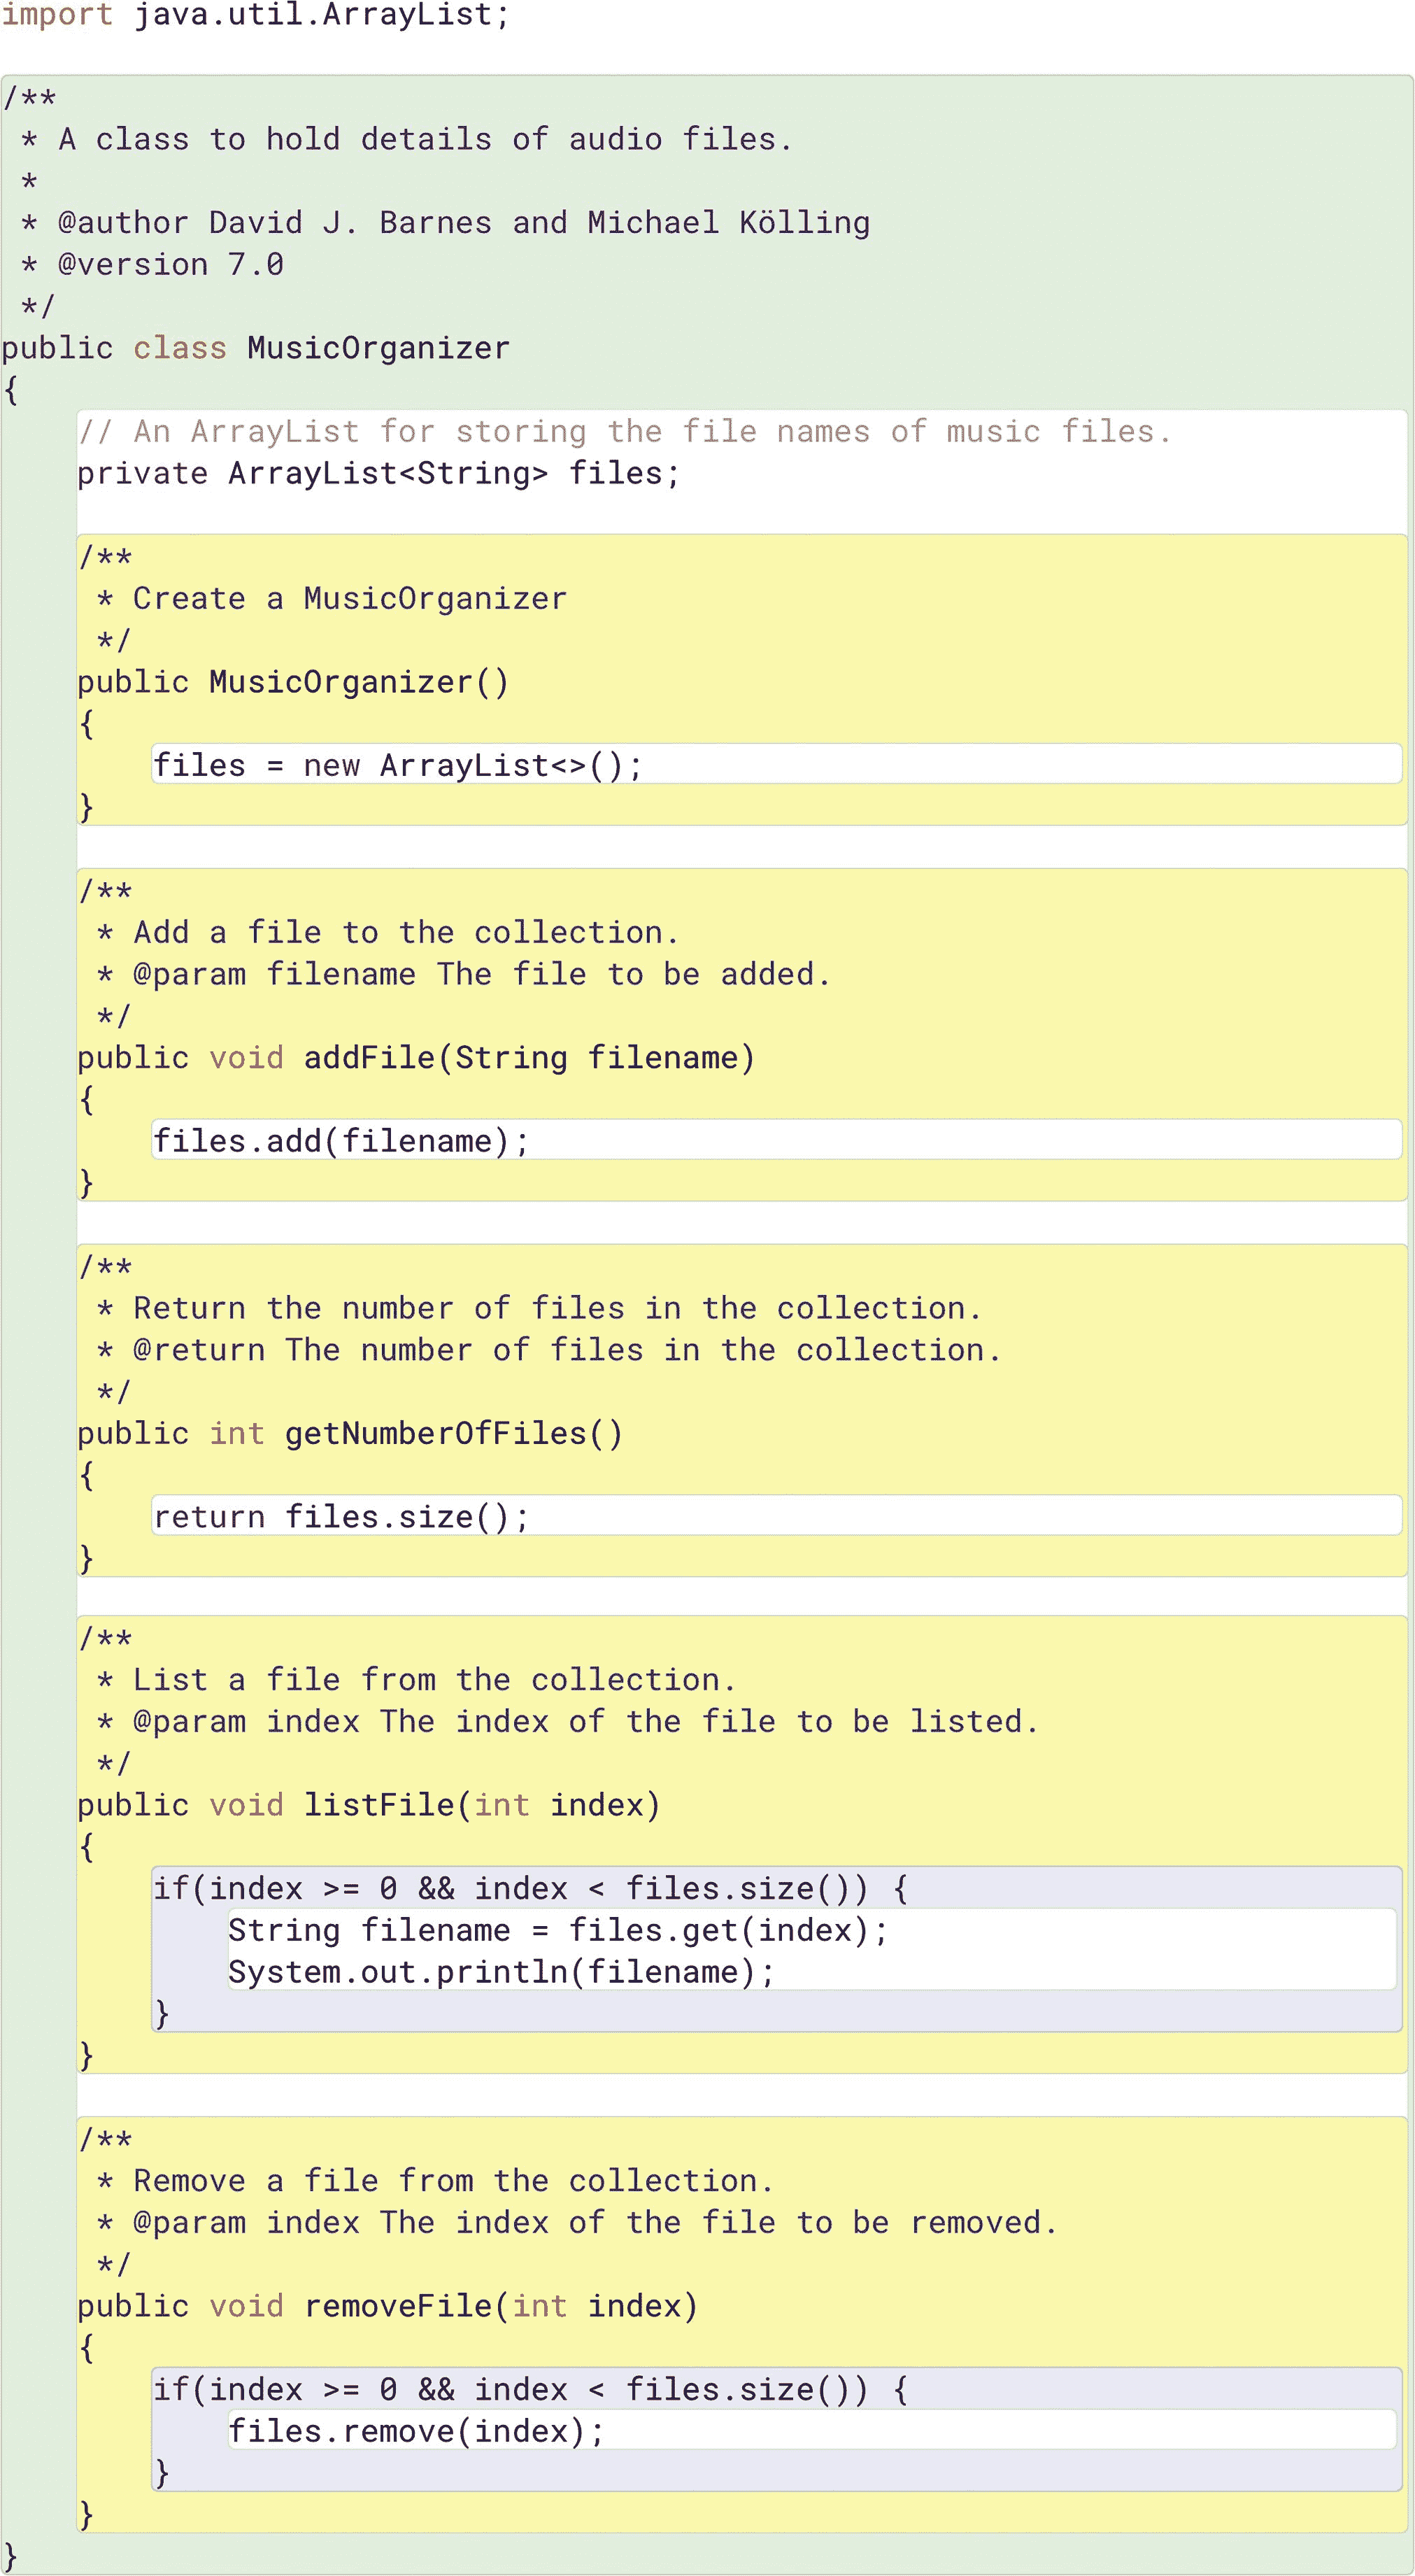 import java.util.ArrayList;
/**
 * A class to hold details of audio files.
 *
 * @author David J. Barnes and Michael Kölling
 * @version 7.0
 */
public class MusicOrganizer
{
    // An ArrayList for storing the file names of music files.
    private ArrayList<String> files;
    /**
     * Create a MusicOrganizer
     */
    public MusicOrganizer()
    {
        files = new ArrayList<>();
    }
    /**
     * Add a file to the collection.
     * @param filename The file to be added.
     */
    public void addFile(String filename)
    {
        files.add(filename);
    }
    /**
     * Return the number of files in the collection.
     * @return The number of files in the collection.
     */
    public int getNumberOfFiles()
    {
        return files.size();
    }
    /**
     * List a file from the collection.
     * @param index The index of the file to be listed.
     */
    public void listFile(int index)
    {
        if(index >= 0 && index < files.size()) {
            String filename = files.get(index);
            System.out.println(filename);
        }
    }
    /**
     * Remove a file from the collection.
     * @param index The index of the file to be removed.
     */
    public void removeFile(int index)
    {
        if(index >= 0 && index < files.size()) {
            files.remove(index);
        }
    }
}